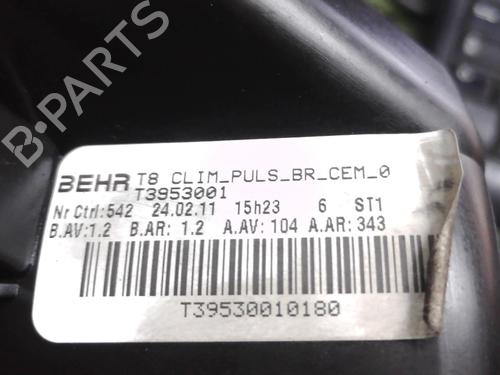 B-PARTS
BEHR T8 CLIM_PULS_BR_CEM_0
T3953001
Nr Ctrl:542 24.02.11 15h23 6 ST1
B.AV:1.2 B.AR: 1.2 A.AV: 104 A.AR: 343
T39530010180